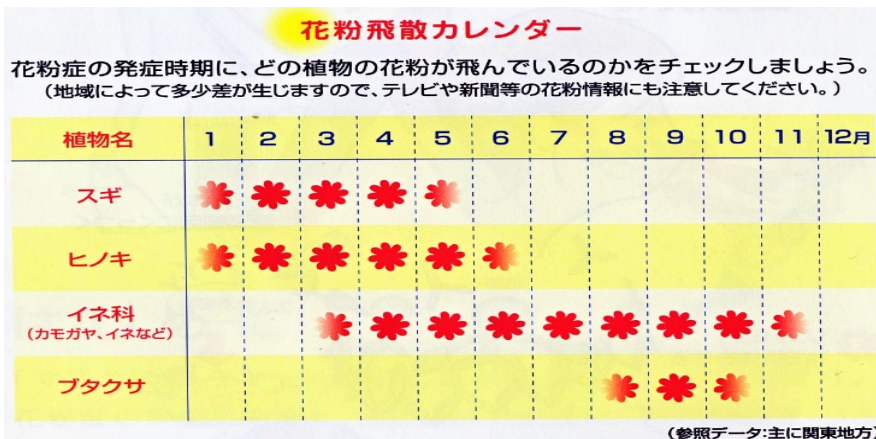 花粉飛散カレンダー
花粉症の発症時期に、どの植物の花粉が飛んでいるのかをチェックしましょう。
(地域によって多少差が生じますので、テレビや新聞等の花粉情報にも注意してください。)
植物名 1 2 3 4 5 6 7 8 9 10 11 12月
スギ
ヒノキ
イネ科
(カモガヤ、イネなど)
ブタクサ
(参照データ:主に関東地方)